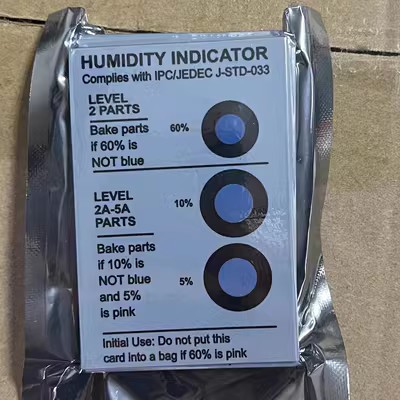 HUMIDITY INDICATOR
Complies with IPC/JEDEC J-STD-033
LEVEL
2 PARTS
Bake parts
if 60% is
NOT blue
60%
LEVEL
2A-5A
PARTS
10%
Bake parts
if 10% is
NOT blue
and 5%
is pink
5%
Initial Use: Do not put this
card into a bag if 60% is pink